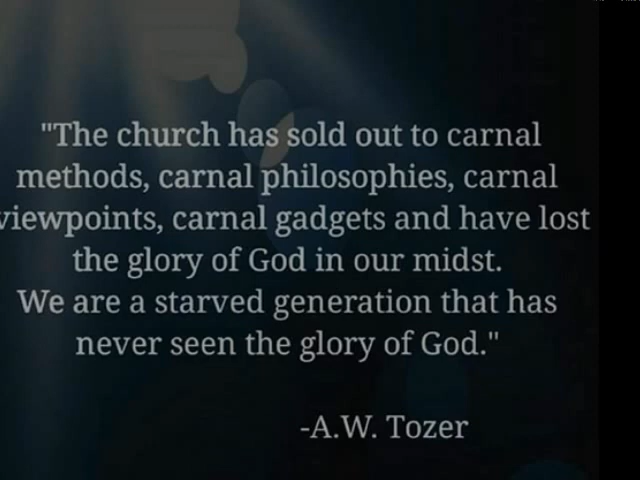 "The church has sold out to carnal
methods, carnal philosophies, carnal
viewpoints, carnal gadgets and have lost
the glory of God in our midst.
We are a starved generation that has
never seen the glory of God."
-A.W. Tozer